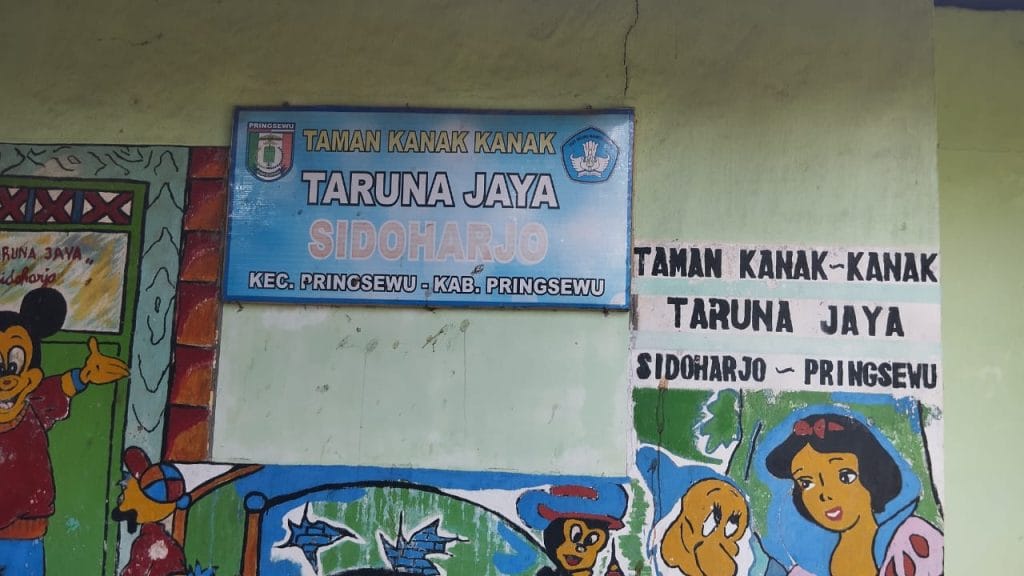 PRINGSEWU
TAMAN KANAK KANAK
TARUNA JAYA
SIDOHARJO
KEC. PRINGSEWU - KAB. PRINGSEWU
RUNA JAYA "
Sidoharjo
TAMAN KANAK~KANAK
TARUNA JAYA
SIDOHARJO ~ PRINGSEWU